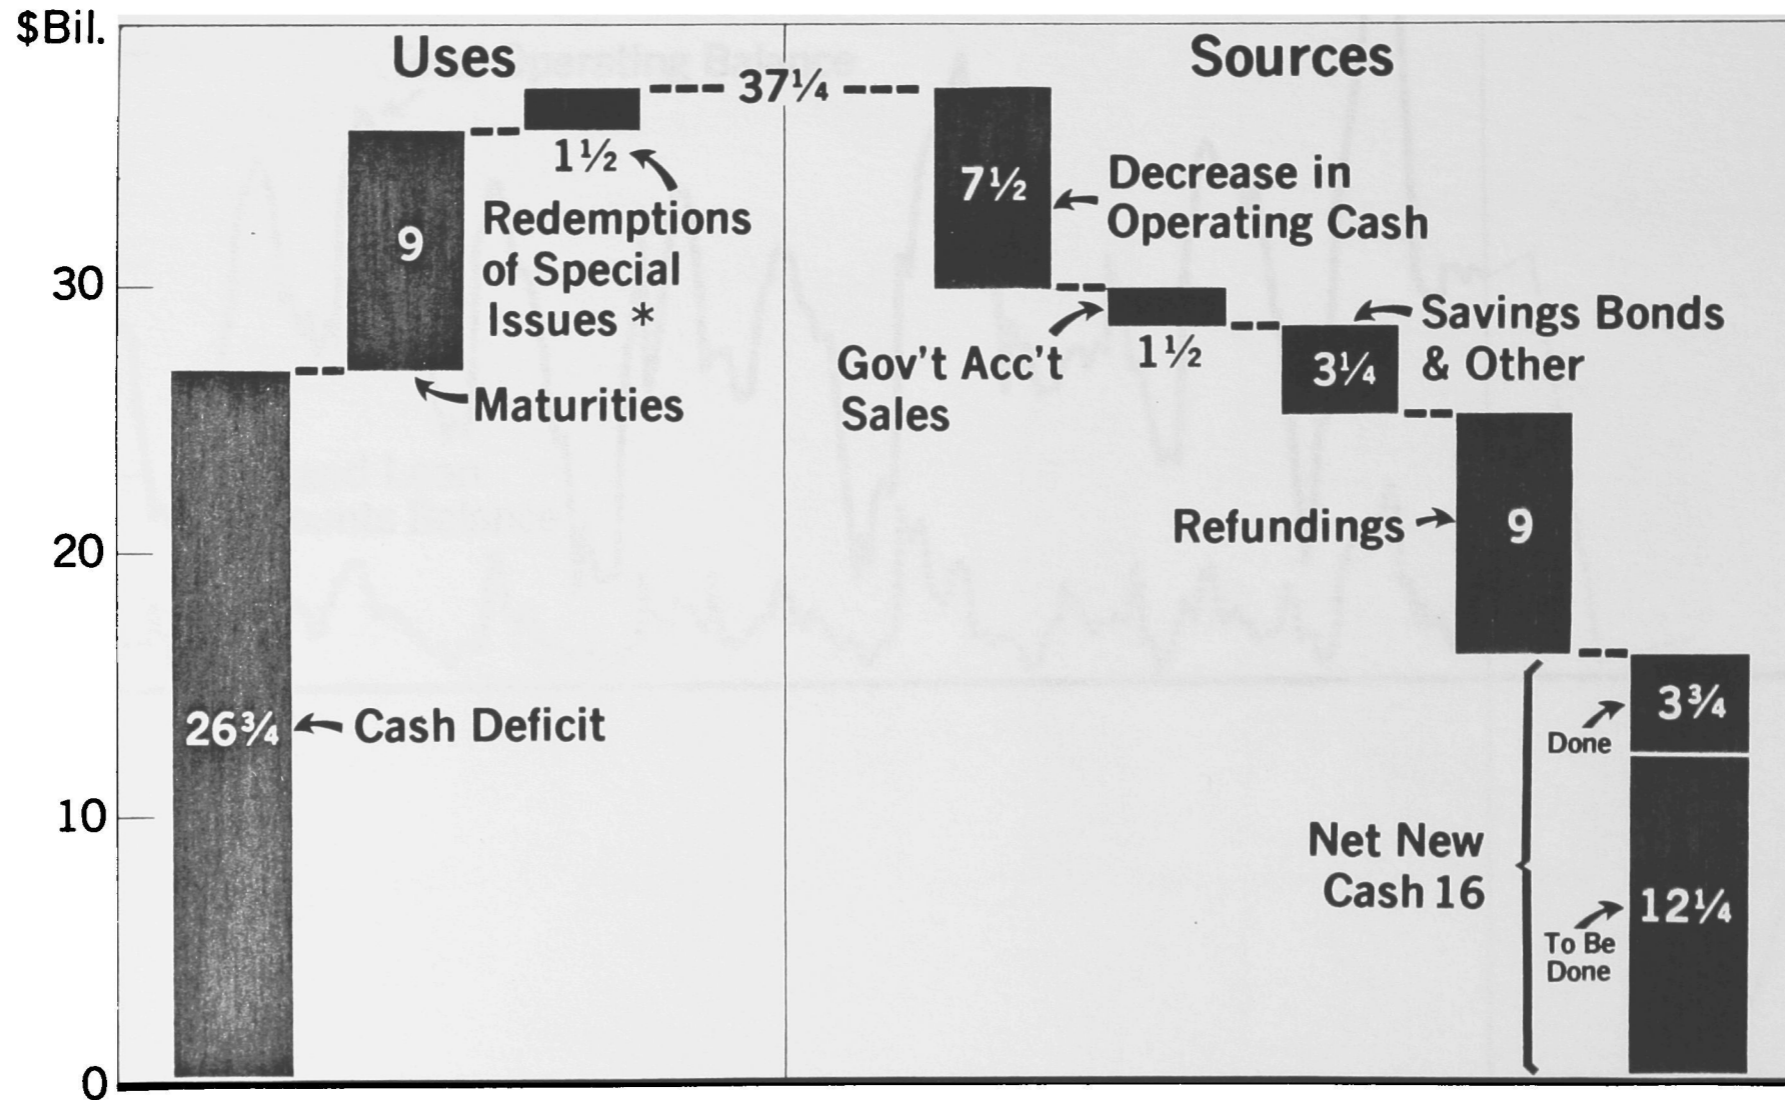 $Bil.
Uses
Sources
37¼
1½
Redemptions
of Special
Issues *
9
Maturities
26¾
Cash Deficit
7½
Decrease in
Operating Cash
Gov't Acc't
Sales
1½
Savings Bonds
& Other
3¼
Refundings
9
3¾
Done
Net New
Cash 16
12¼
To Be
Done
30
20
10
0